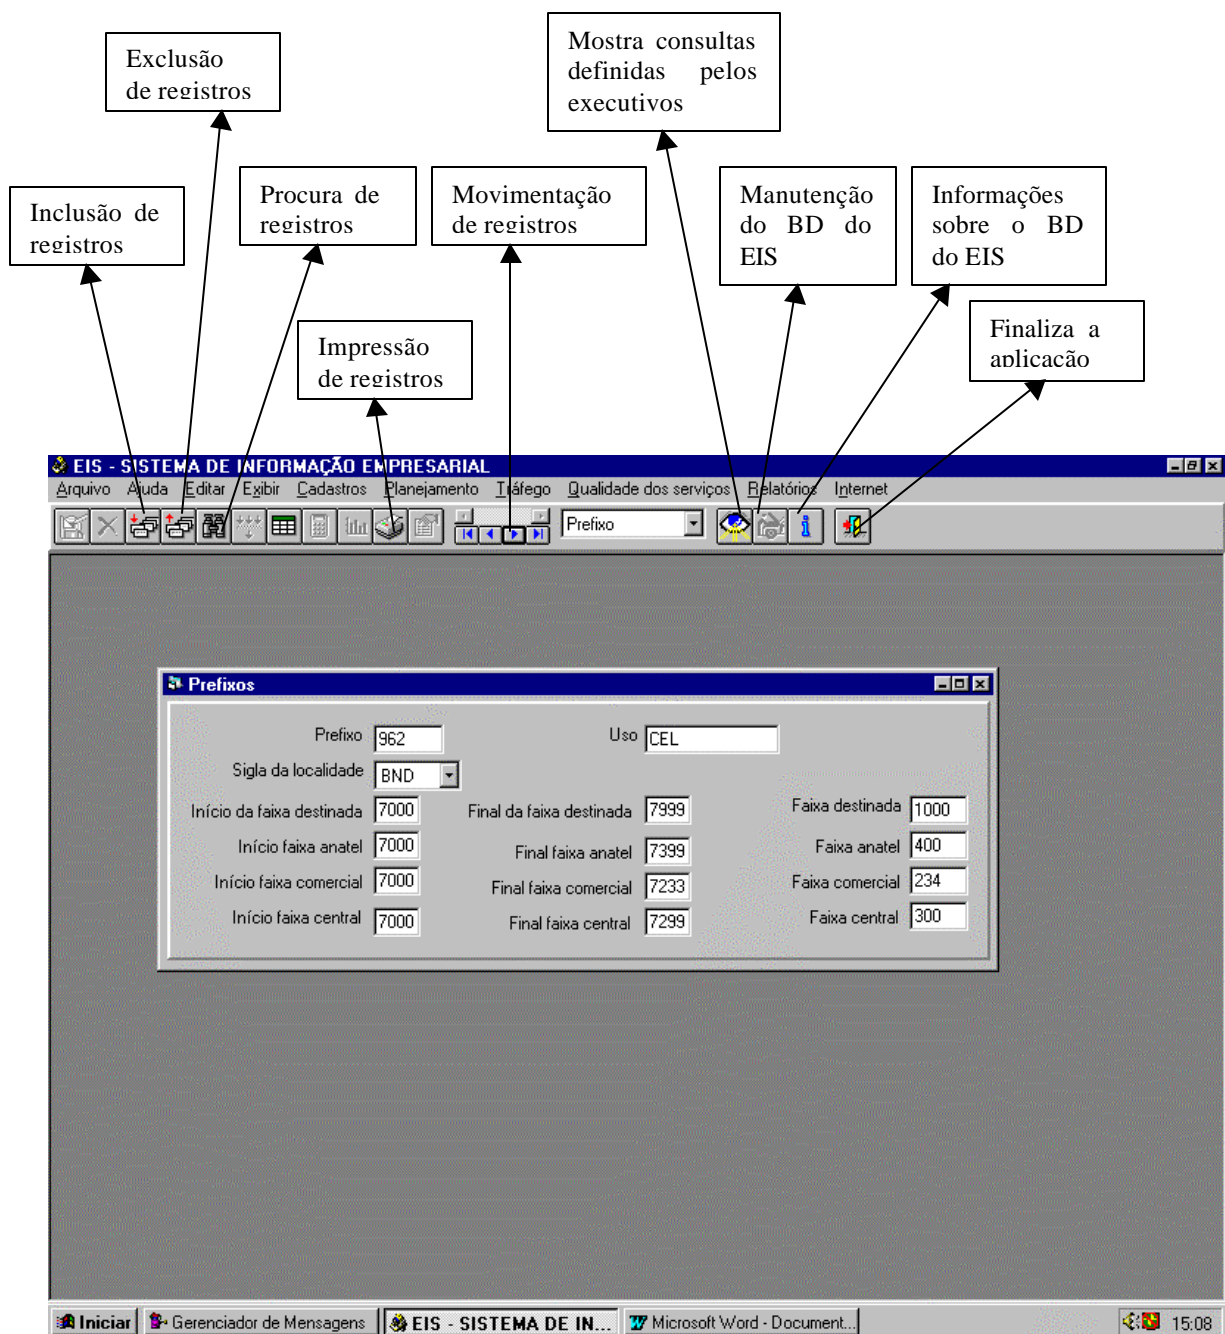 Mostra consultas
definidas pelos
executivos
Exclusão
de registros
Inclusão de
registros
Procura de
registros
Movimentação
de registros
Manutenção
do BD do
EIS
Informações
sobre o BD
do EIS
Impressão
de registros
Finaliza a
aplicação
EIS - SISTEMA DE INFORMAÇÃO EMPRESARIAL
Arquivo Ajuda Editar Exibir Cadastros Planejamento Tráfego Qualidade dos serviços Relatórios Internet
Prefixo
Prefixos
Prefixo 962 Uso CEL
Sigla da localidade BND
Início da faixa destinada 7000 Final da faixa destinada 7999 Faixa destinada 1000
Início faixa anatel 7000 Final faixa anatel 7399 Faixa anatel 400
Início faixa comercial 7000 Final faixa comercial 7233 Faixa comercial 234
Início faixa central 7000 Final faixa central 7299 Faixa central 300
Iniciar Gerenciador de Mensagens EIS - SISTEMA DE IN... Microsoft Word - Document... 15:08